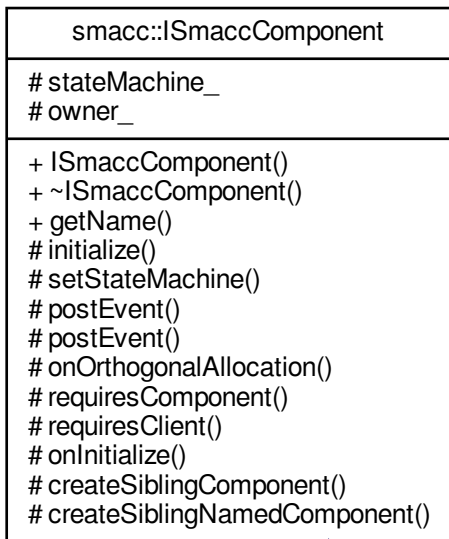 smacc::ISmaccComponent
# stateMachine_
# owner_
+ ISmaccComponent()
+ ~ISmaccComponent()
+ getName()
# initialize()
# setStateMachine()
# postEvent()
# postEvent()
# onOrthogonalAllocation()
# requiresComponent()
# requiresClient()
# onInitialize()
# createSiblingComponent()
# createSiblingNamedComponent()